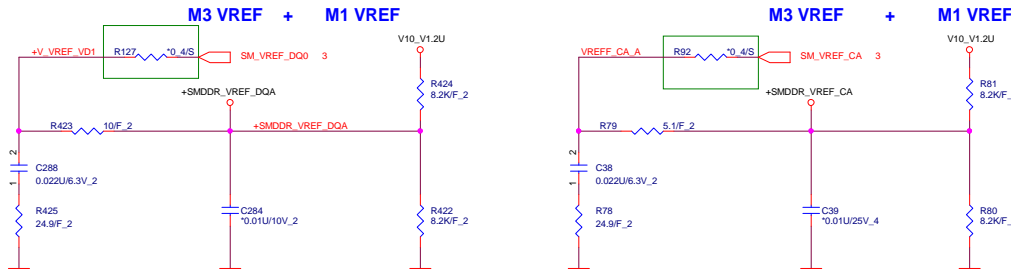 M3 VREF + M1 VREF
+V_VREF_VD1
R127
*0_4/S
SM_VREF_DQ0 3
V10_V1.2U
R424
8.2K/F_2
+SMDDR_VREF_DQA
R423
10/F_2
+SMDDR_VREF_DQA
2
1
C288
0.022U/6.3V_2
R425
24.9/F_2
C284
*0.01U/10V_2
R422
8.2K/F_2
M3 VREF + M1 VREF
VREFF_CA_A
R92
*0_4/S
SM_VREF_CA 3
V10_V1.2U
R81
8.2K/F_2
+SMDDR_VREF_CA
R79
5.1/F_2
2
1
C38
0.022U/6.3V_2
R78
24.9/F_2
C39
*0.01U/25V_4
R80
8.2K/F_2